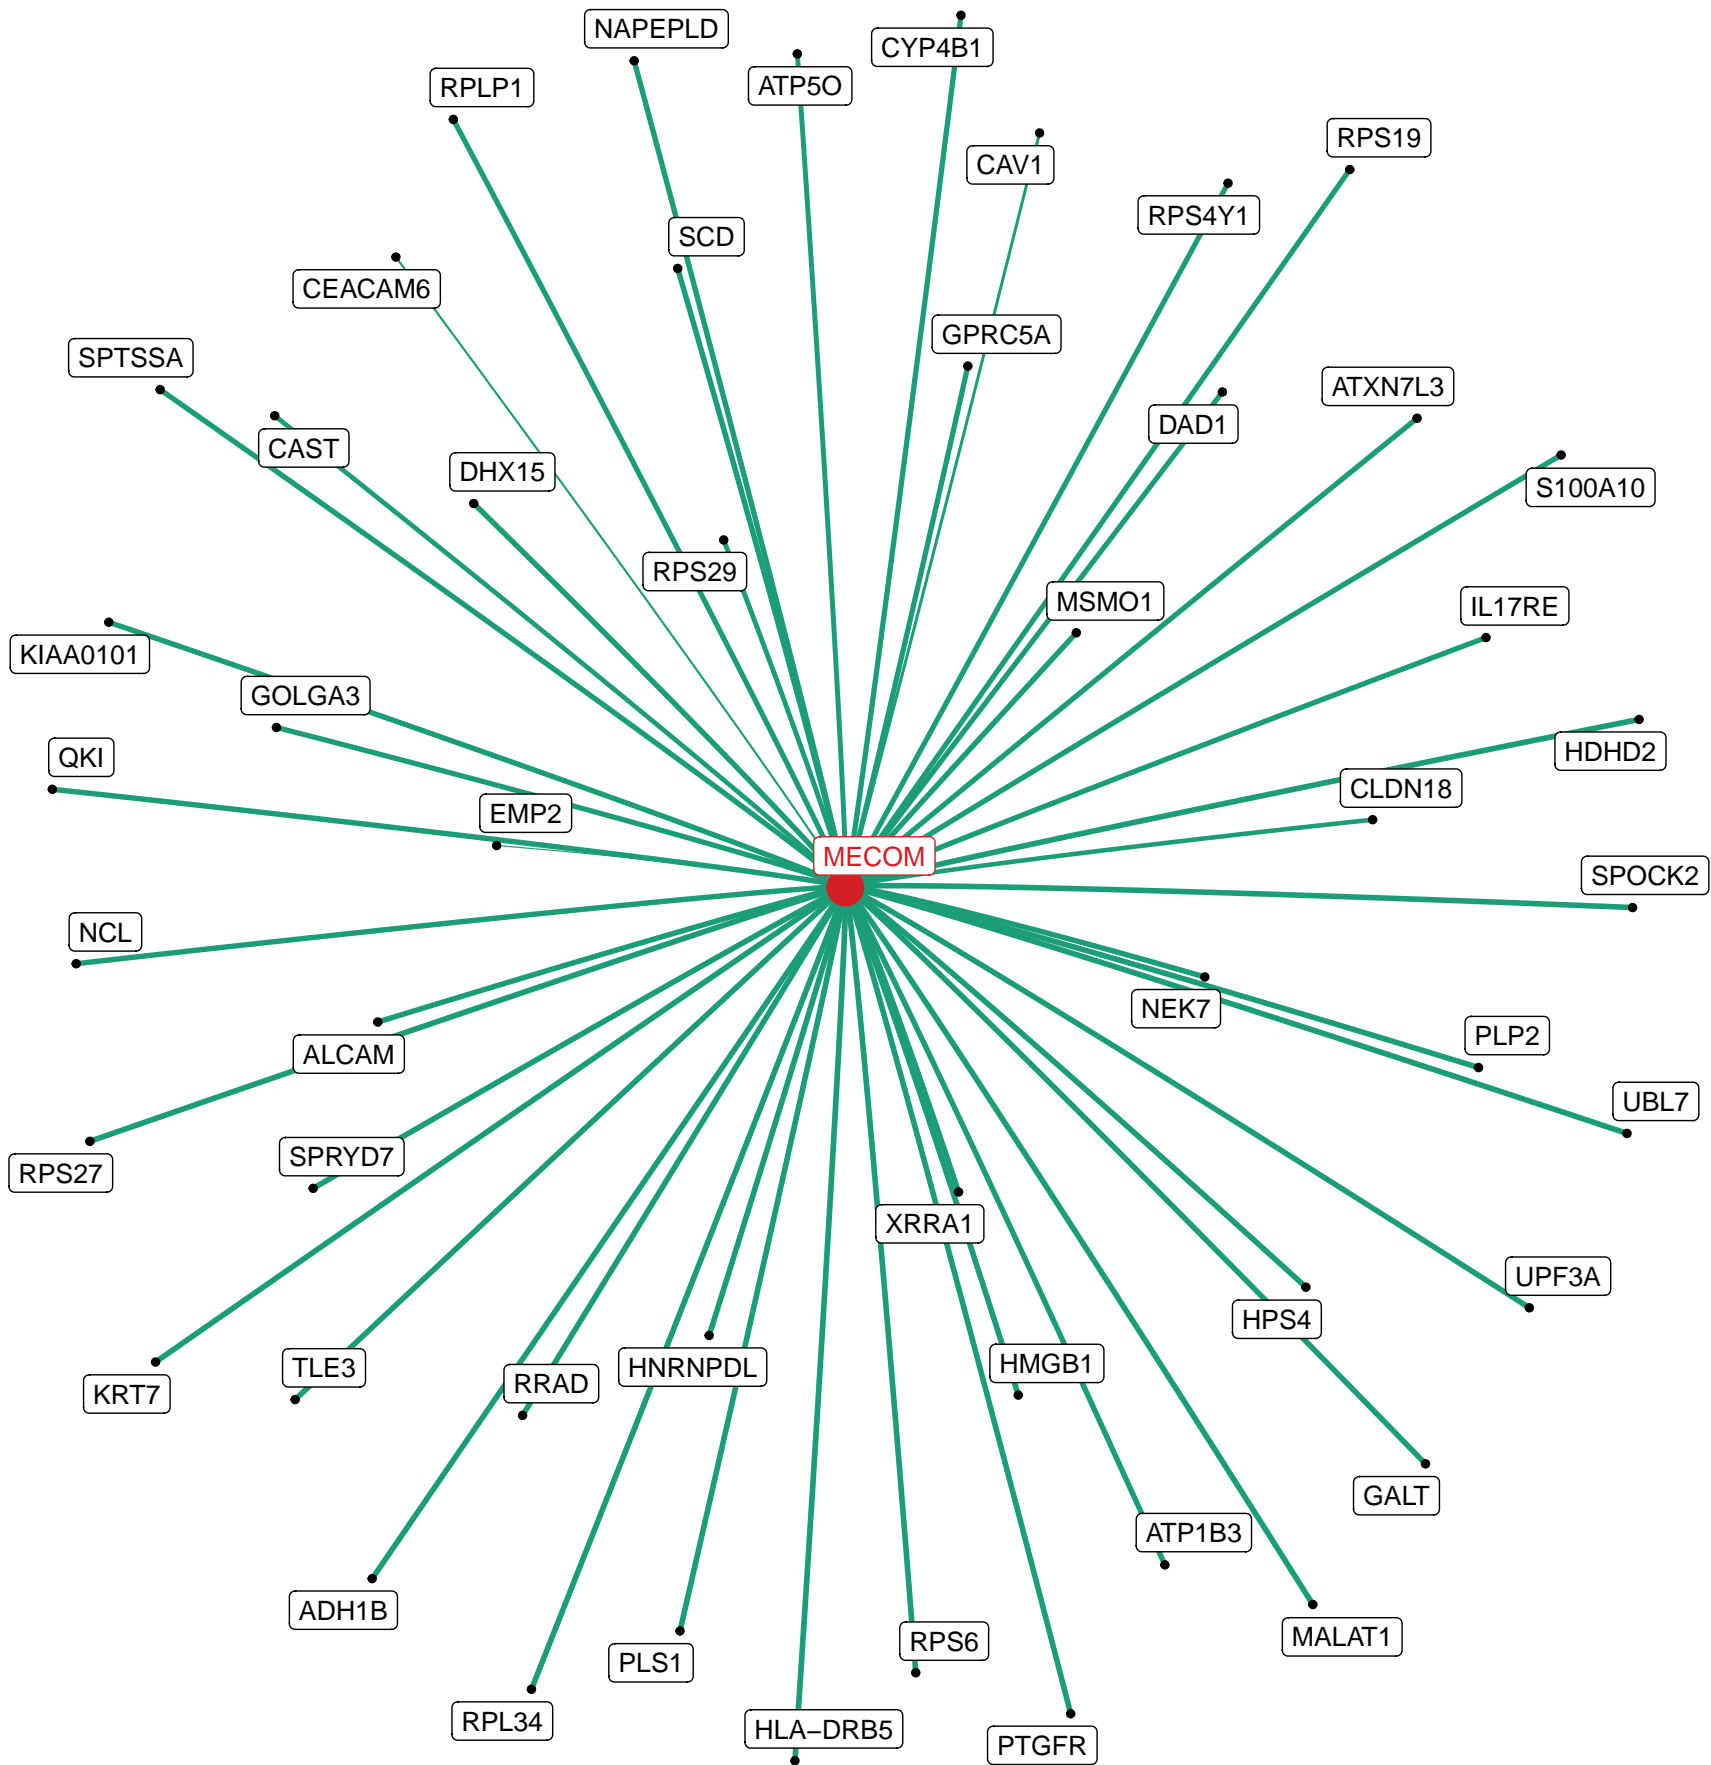 CYP4B1
NAPEPLD
ATP5O
RPLP1
RPS19
CAV1
RPS4Y1
SCD
CEACAM6
GPRC5A
SPTSSA
ATXN7L3
DAD1
CAST
DHX15
S100A10
RPS29
MSMO1
IL17RE
KIAA0101
GOLGA3
HDHD2
QKI
CLDN18
EMP2
MECOM
SPOCK2
NCL
NEK7
PLP2
ALCAM
UBL7
SPRYD7
RPS27
XRRA1
UPF3A
HPS4
HMGB1
TLE3
HNRNPDL
RRAD
KRT7
GALT
ATP1B3
ADH1B
MALAT1
RPS6
PLS1
RPL34
HLA−DRB5
PTGFR